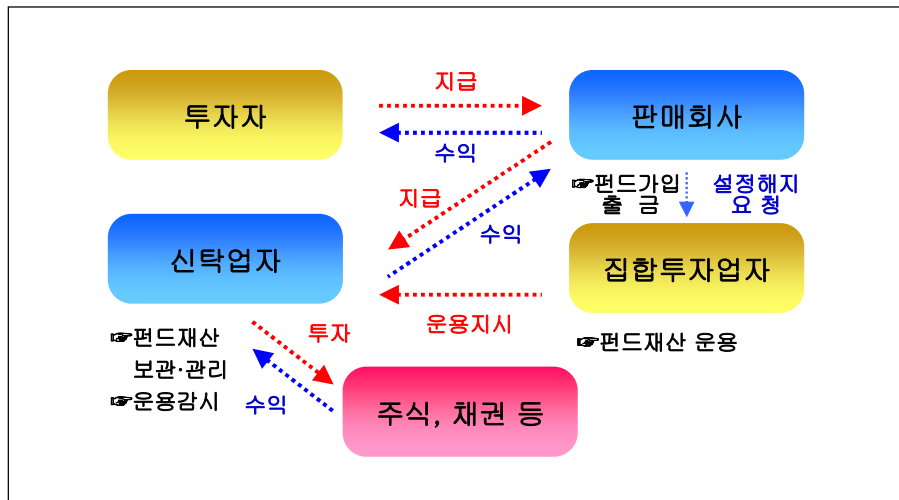 지급
투자자
판매회사
수익
☞펀드가입
출 금
설정해지
요 청
지급
수익
신탁업자
집합투자업자
운용지시
☞펀드재산
보관·관리
☞운용감시
투자
☞펀드재산 운용
수익
주식, 채권 등